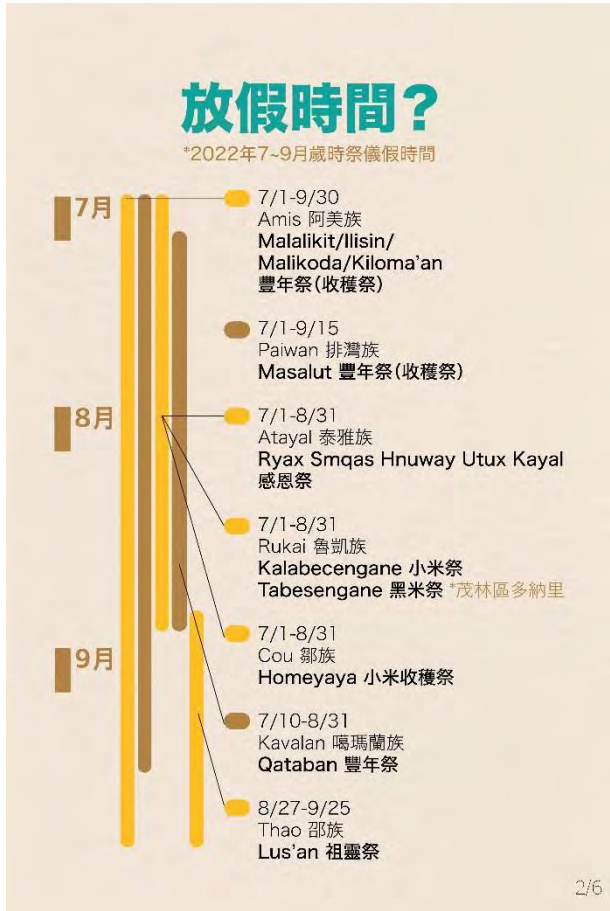 放假時間？
*2022年7~9月歲時祭儀假時間
7月
7/1-9/30
Amis 阿美族
Malalikit/Ilisin/
Malikoda/Kiloma'an
豐年祭(收穫祭)
7/1-9/15
Paiwan 排灣族
Masalut 豐年祭(收穫祭)
8月
7/1-8/31
Atayal 泰雅族
Ryax Smqas Hnuway Utux Kayal
感恩祭
7/1-8/31
Rukai 魯凱族
Kalabecengane 小米祭
Tabesengane 黑米祭 *茂林區多納里
9月
7/1-8/31
Cou 鄒族
Homeyaya 小米收穫祭
7/10-8/31
Kavalan 噶瑪蘭族
Qataban 豐年祭
8/27-9/25
Thao 邵族
Lus'an 祖靈祭
2/6